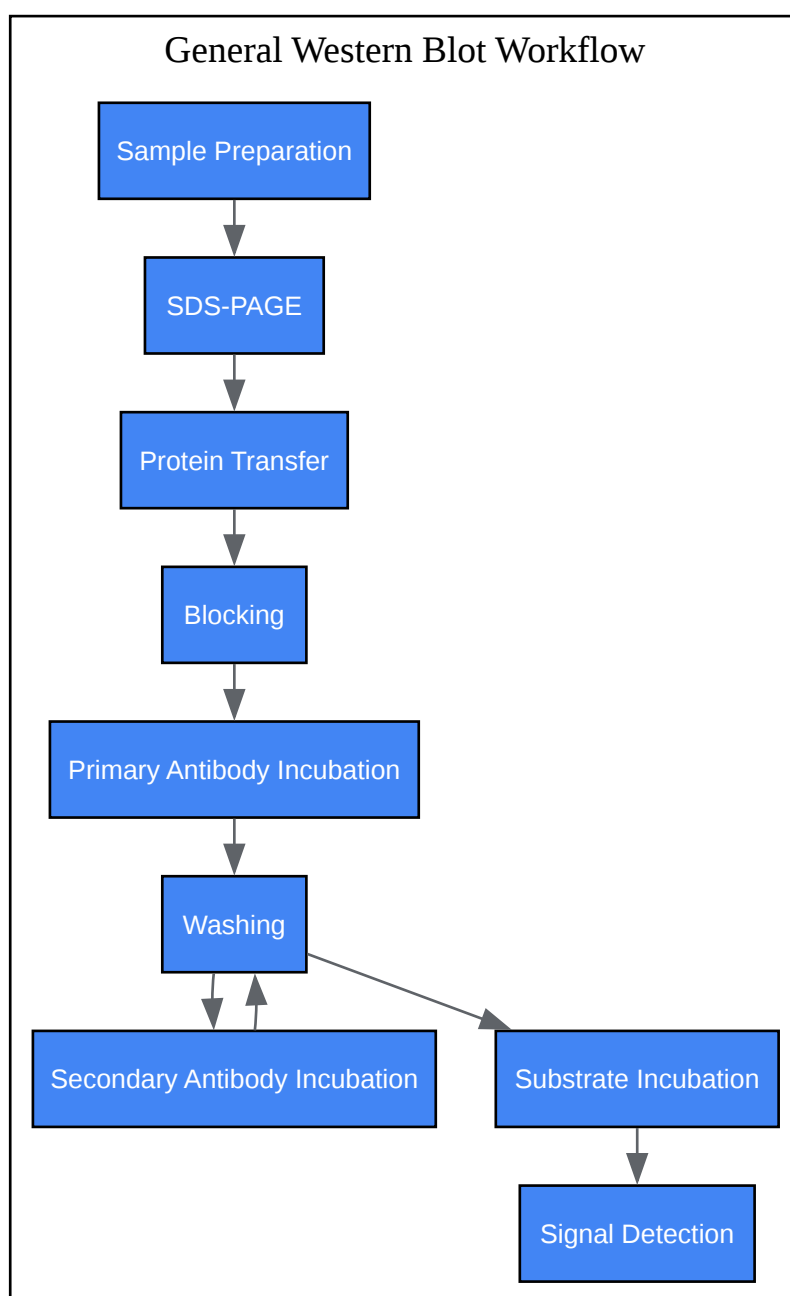 General Western Blot Workflow
Sample Preparation
SDS-PAGE
Protein Transfer
Blocking
Primary Antibody Incubation
Washing
Secondary Antibody Incubation
Substrate Incubation
Signal Detection